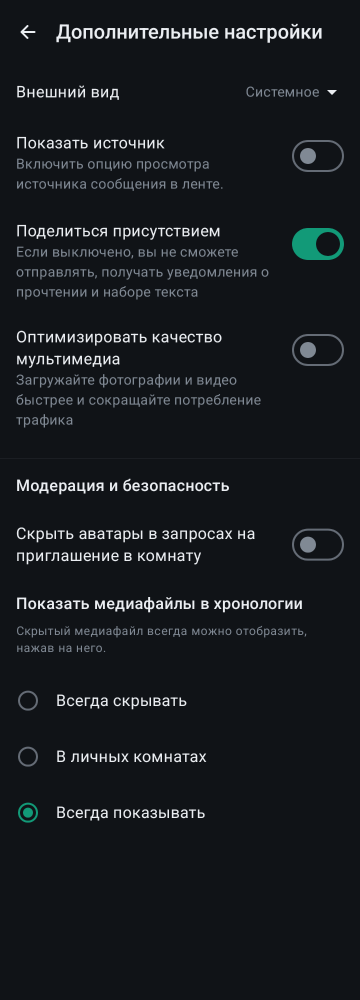 Дополнительные настройки
Внешний вид
Системное
Показать источник
Включить опцию просмотра
источника сообщения в ленте.
Поделиться присутствием
Если выключено, вы не сможете
отправлять, получать уведомления о
прочтении и наборе текста
Оптимизировать качество
мультимедиа
Загружайте фотографии и видео
быстрее и сокращайте потребление
трафика
Модерация и безопасность
Скрыть аватары в запросах на
приглашение в комнату
Показать медиафайлы в хронологии
Скрытый медиафайл всегда можно отобразить,
нажав на него.
Всегда скрывать
В личных комнатах
Всегда показывать